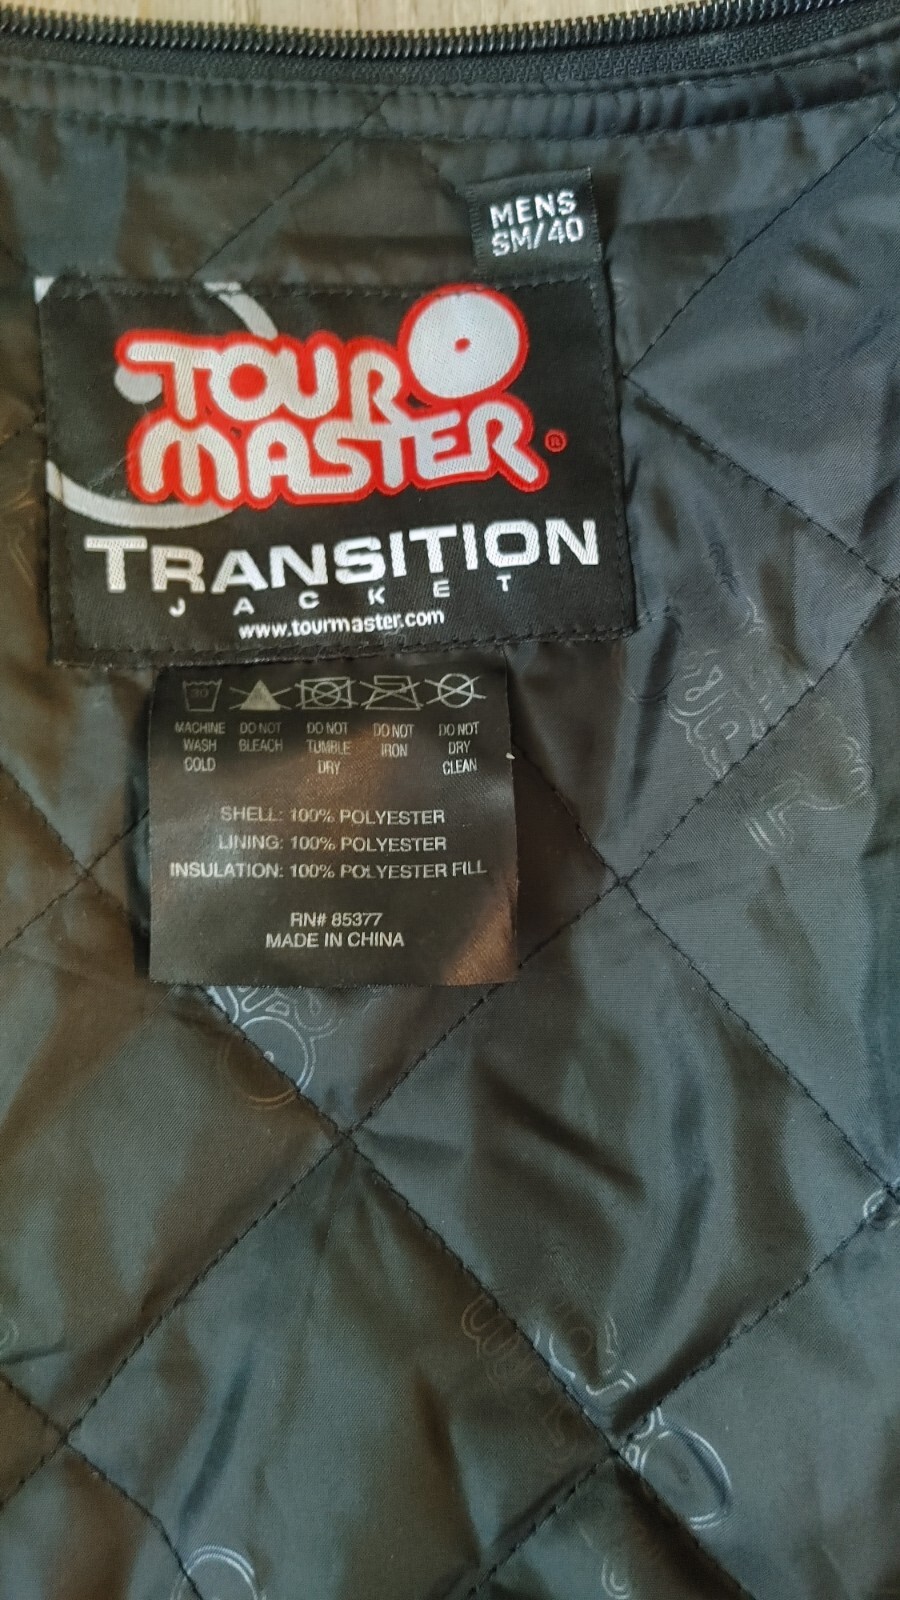 MENS
SM/40
TOUR
MASTER®
TRANSITION
JACKET
www.tourmaster.com
30
MACHINE WASH COLD
DO NOT BLEACH
DO NOT TUMBLE DRY
DO NOT IRON
DO NOT DRY CLEAN
SHELL: 100% POLYESTER
LINING: 100% POLYESTER
INSULATION: 100% POLYESTER FILL
RN# 85377
MADE IN CHINA